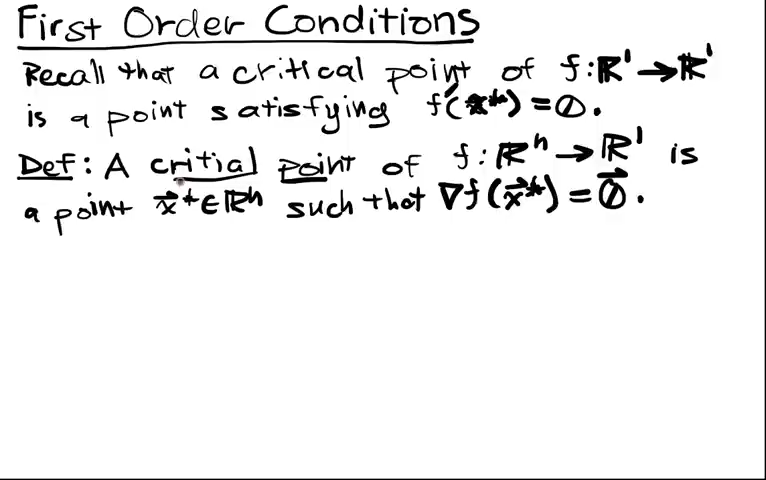 First Order Conditions
Recall that a critical point of f:ℝ¹→ℝ¹
is a point satisfying f'(x*)=0.
Def: A critial point of f:ℝⁿ→ℝ¹ is
a point x⃗*∈ℝⁿ such that ∇f(x⃗*)=0⃗.